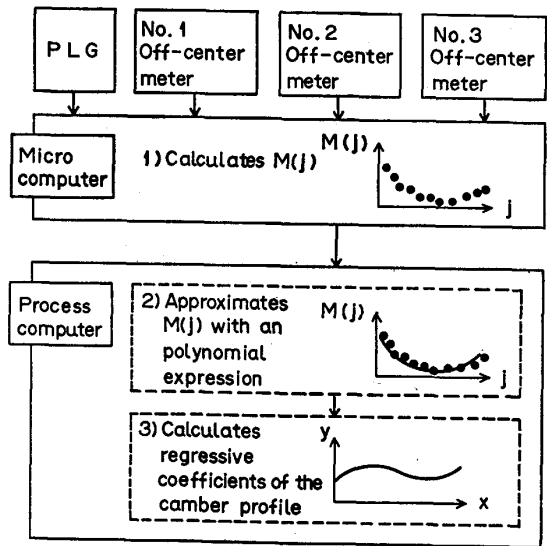 PLG
No.1
Off-center
meter
No.2
Off-center
meter
No.3
Off-center
meter
Micro
computer
1) Calculates M(j)
M(j)
j
Process
computer
2) Approximates
M(j) with an
polynomial
expression
M(j)
j
3) Calculates
regressive
coefficients of the
camber profile
y
x